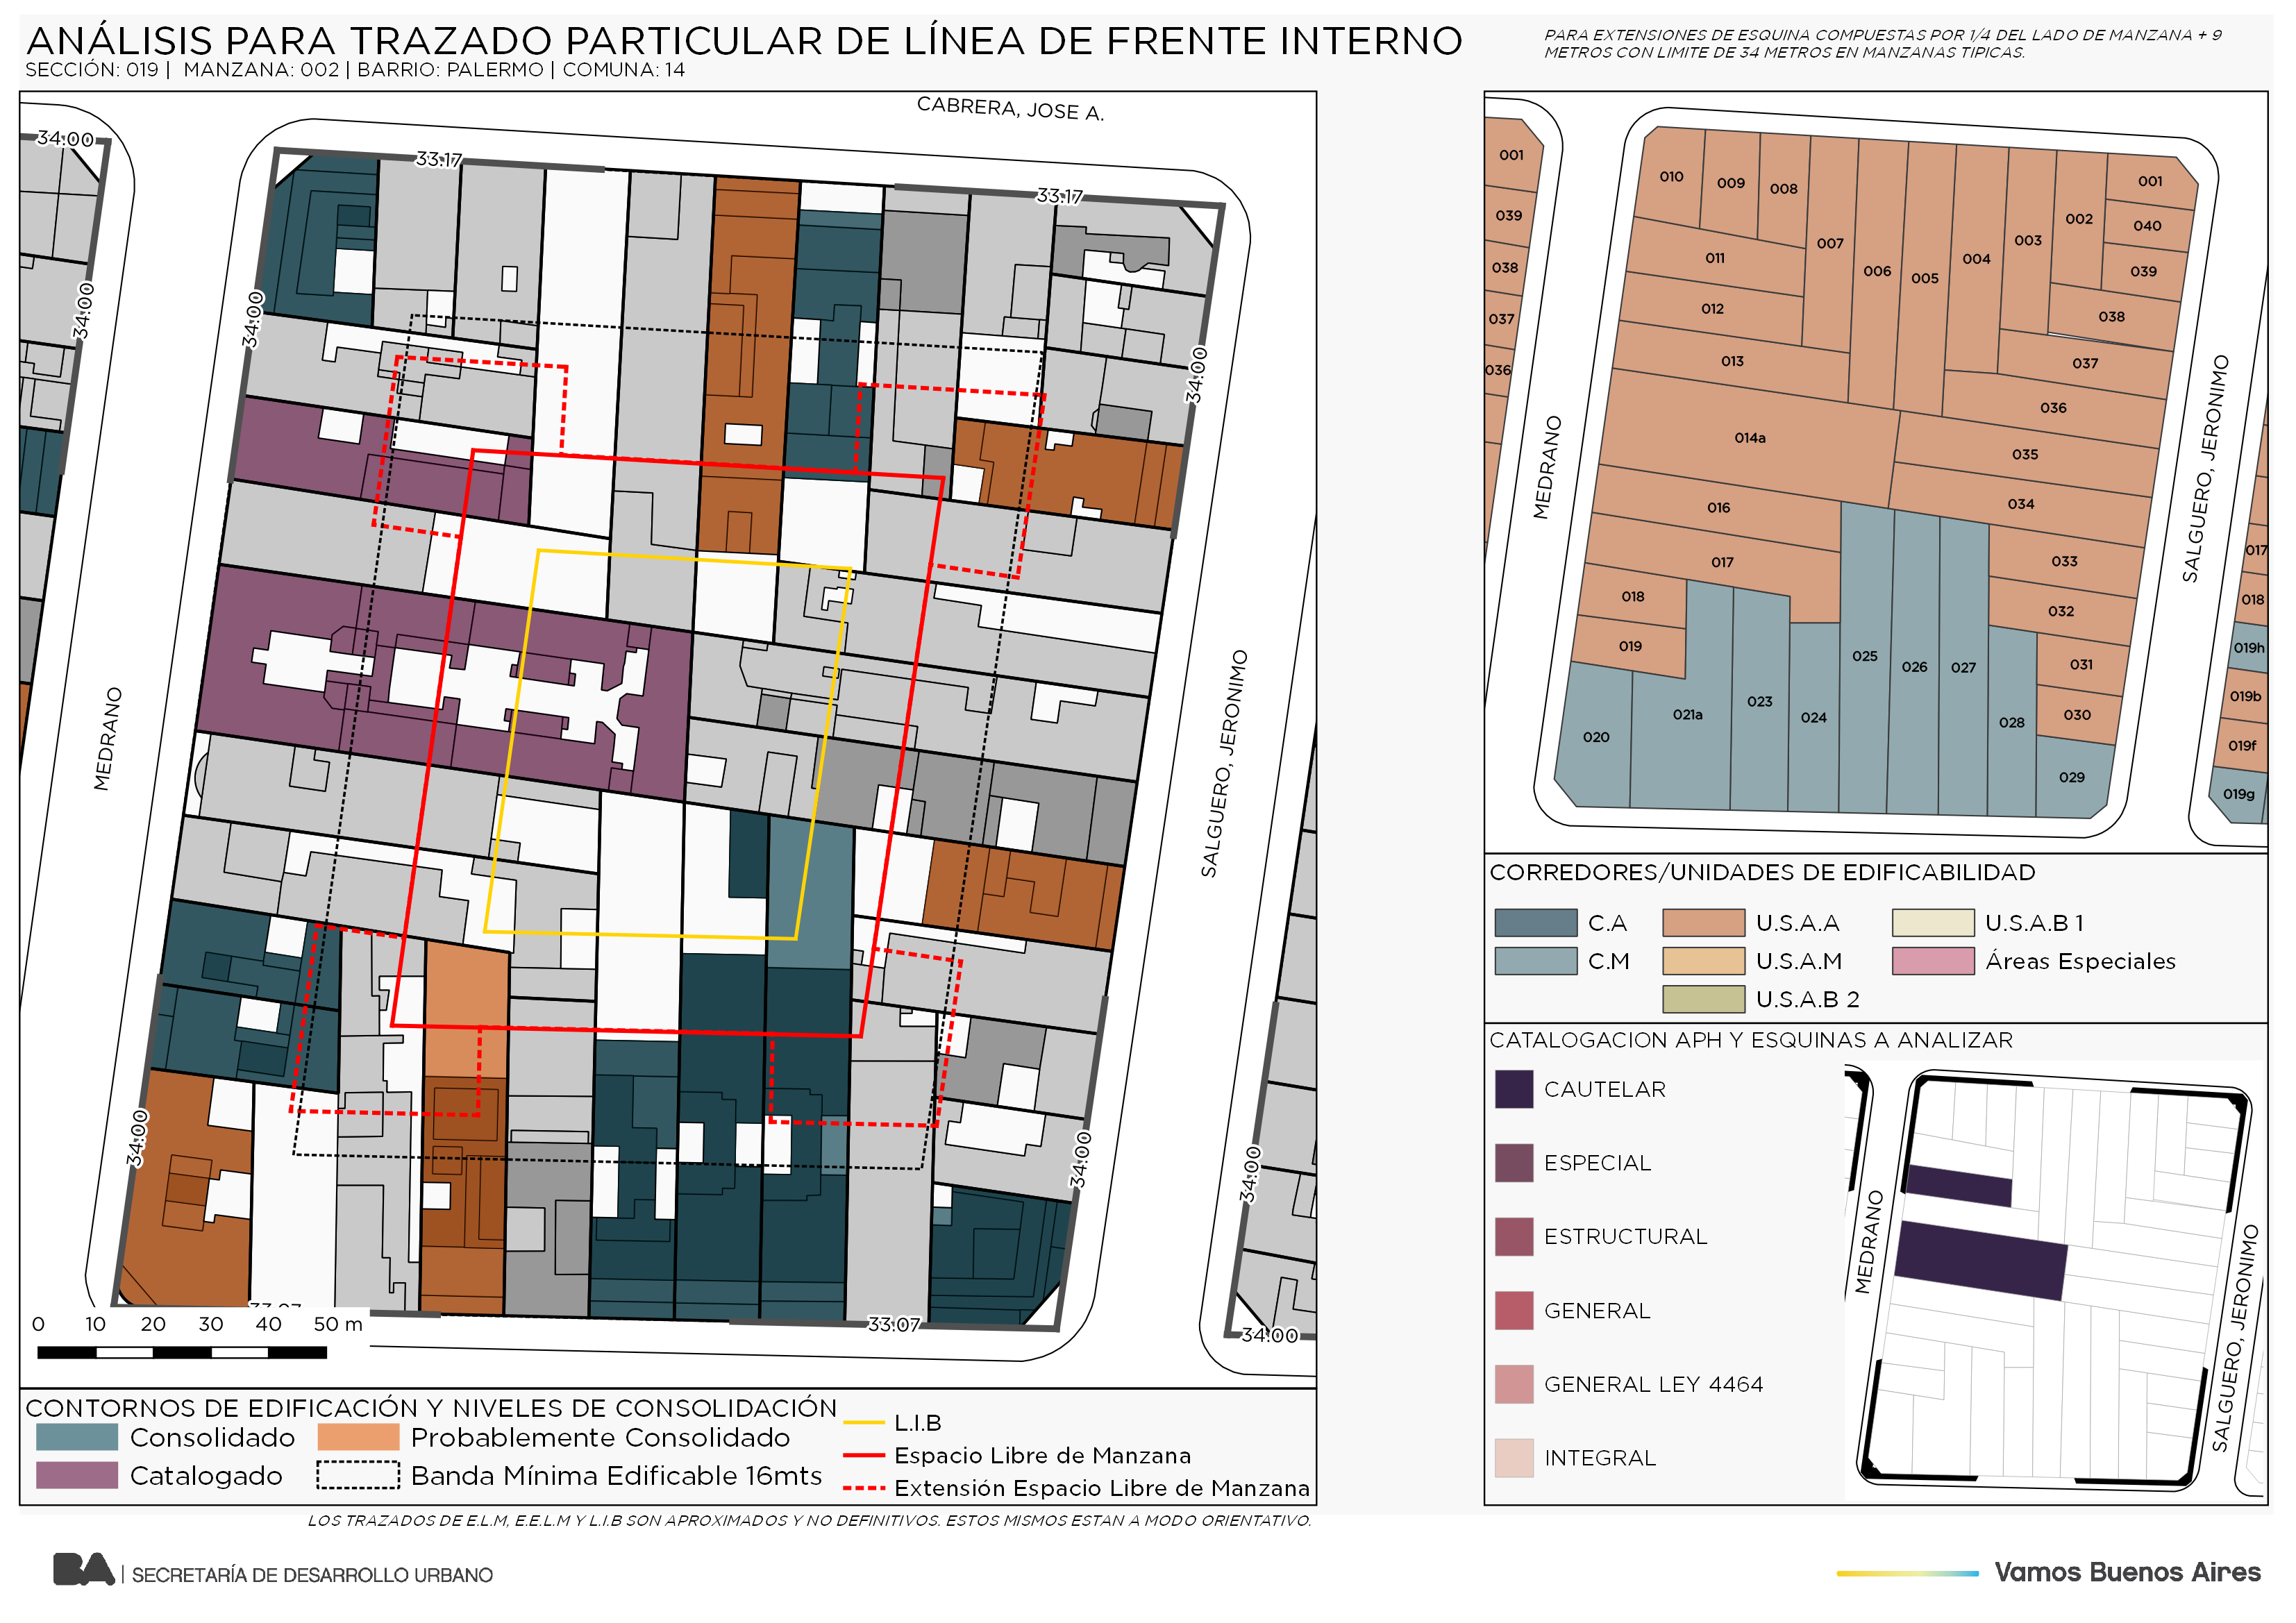 ANÁLISIS PARA TRAZADO PARTICULAR DE LÍNEA DE FRENTE INTERNO
SECCIÓN: 019 | MANZANA: 002 | BARRIO: PALERMO | COMUNA: 14
PARA EXTENSIONES DE ESQUINA COMPUESTAS POR 1/4 DEL LADO DE MANZANA + 9
METROS CON LIMITE DE 34 METROS EN MANZANAS TIPICAS.
CABRERA, JOSE A.
34:00
33.17
33.17
34:00
34:00
34:00
MEDRANO
SALGUERO, JERONIMO
34:00
34:00
34:00
33.07
33.07
34:00
0 10 20 30 40 50 m
CONTORNOS DE EDIFICACIÓN Y NIVELES DE CONSOLIDACIÓN
Consolidado
Probablemente Consolidado
Catalogado
Banda Mínima Edificable 16mts
L.I.B
Espacio Libre de Manzana
Extensión Espacio Libre de Manzana
LOS TRAZADOS DE E.L.M, E.E.L.M Y L.I.B SON APROXIMADOS Y NO DEFINITIVOS. ESTOS MISMOS ESTAN A MODO ORIENTATIVO.
001
039
038
037
036
010
009
008
007
006
005
004
003
002
001
040
039
038
037
036
035
034
033
032
031
030
029
011
012
013
014a
016
017
018
019
020
021a
023
024
025
026
027
028
017
018
019h
019b
019f
019g
MEDRANO
SALGUERO, JERONIMO
CORREDORES/UNIDADES DE EDIFICABILIDAD
C.A
U.S.A.A
U.S.A.B 1
C.M
U.S.A.M
Áreas Especiales
U.S.A.B 2
CATALOGACION APH Y ESQUINAS A ANALIZAR
CAUTELAR
ESPECIAL
ESTRUCTURAL
GENERAL
GENERAL LEY 4464
INTEGRAL
MEDRANO
SALGUERO, JERONIMO
BA | SECRETARÍA DE DESARROLLO URBANO
Vamos Buenos Aires